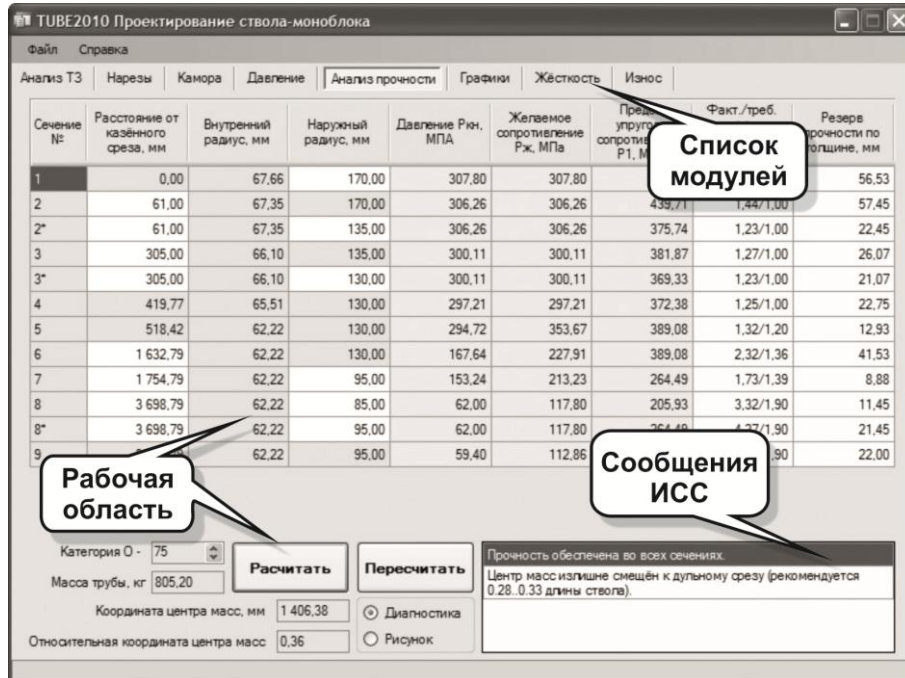 TUBE2010 Проектирование ствола-моноблока
Файл Справка
Анализ ТЗ Нарезы Камора Давление Анализ прочности Графики Жёсткость Износ
Сечение № Расстояние от казённого среза, мм Внутренний радиус, мм Наружный радиус, мм Давление Ркн, МПА Желаемое сопротивление Рж, МПа Факт./треб. Резерв
Список модулей
1 0,00 67,66 170,00 307,80 307,80 56,53
2 61,00 67,35 170,00 306,26 306,26 439,71 1,44/1,00 57,45
2* 61,00 67,35 135,00 306,26 306,26 375,74 1,23/1,00 22,45
3 305,00 66,10 135,00 300,11 300,11 381,87 1,27/1,00 26,07
3* 305,00 66,10 130,00 300,11 300,11 369,33 1,23/1,00 21,07
4 419,77 65,51 130,00 297,21 297,21 372,38 1,25/1,00 22,75
5 518,42 62,22 130,00 294,72 353,67 389,08 1,32/1,20 12,93
6 1 632,79 62,22 130,00 167,64 227,91 389,08 2,32/1,36 41,53
7 1 754,79 62,22 95,00 153,24 213,23 264,49 1,73/1,39 8,88
8 3 698,79 62,22 85,00 62,00 117,80 205,93 3,32/1,90 11,45
8* 3 698,79 62,22 95,00 62,00 117,80 264,49 4,27/1,90 21,45
9 62,22 95,00 59,40 112,86 22,00
Рабочая область
Сообщения ИСС
Категория О - 75
Масса трубы, кг 805,20
Расчитать
Пересчитать
Координата центра масс, мм 1 406,38
Относительная координата центра масс 0,36
Диагностика
Рисунок
Прочность обеспечена во всех сечениях.
Центр масс излишне смещён к дульному срезу (рекомендуется
0.28..0.33 длины ствола).